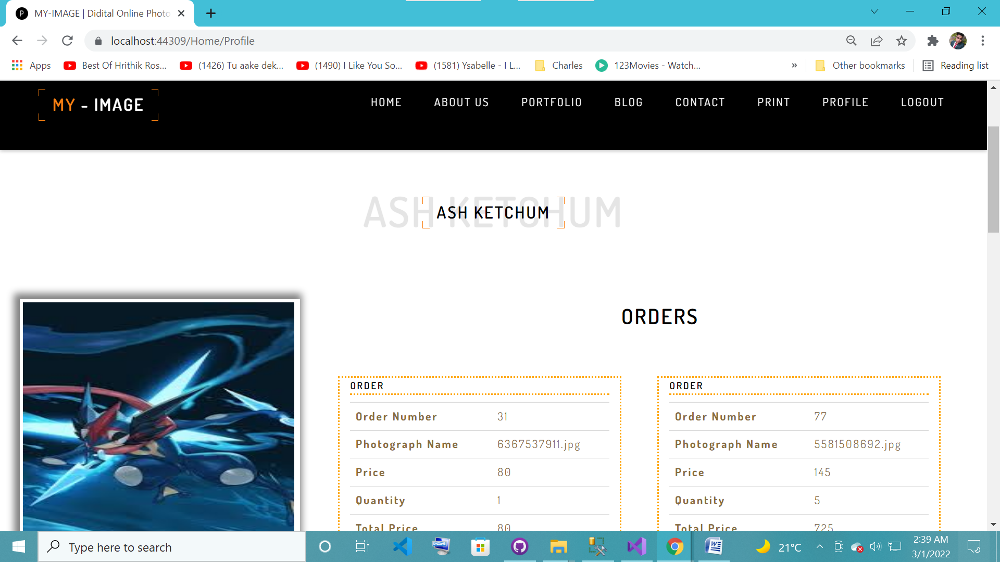 MY-IMAGE | Didital Online Photo
localhost:44309/Home/Profile
Apps
Best Of Hrithik Ros...
(1426) Tu aake dek...
(1490) I Like You So...
(1581) Ysabelle - I L...
Charles
123Movies - Watch...
»
Other bookmarks
Reading list
MY - IMAGE
HOME
ABOUT US
PORTFOLIO
BLOG
CONTACT
PRINT
PROFILE
LOGOUT
ASH KETCHUM
ASH KETCHUM
ORDERS
ORDER
Order Number 31
Photograph Name 6367537911.jpg
Price 80
Quantity 1
Total Price 80
ORDER
Order Number 77
Photograph Name 5581508692.jpg
Price 145
Quantity 5
Total Price 725
Type here to search
21°C
2:39 AM
3/1/2022